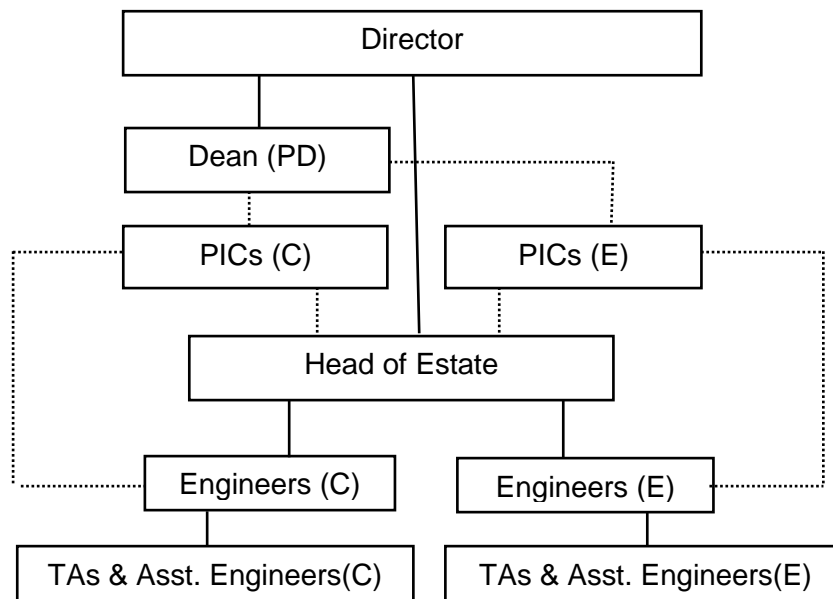 Director
Dean (PD)
PICs (C)
PICs (E)
Head of Estate
Engineers (C)
Engineers (E)
TAs & Asst. Engineers(C)
TAs & Asst. Engineers(E)